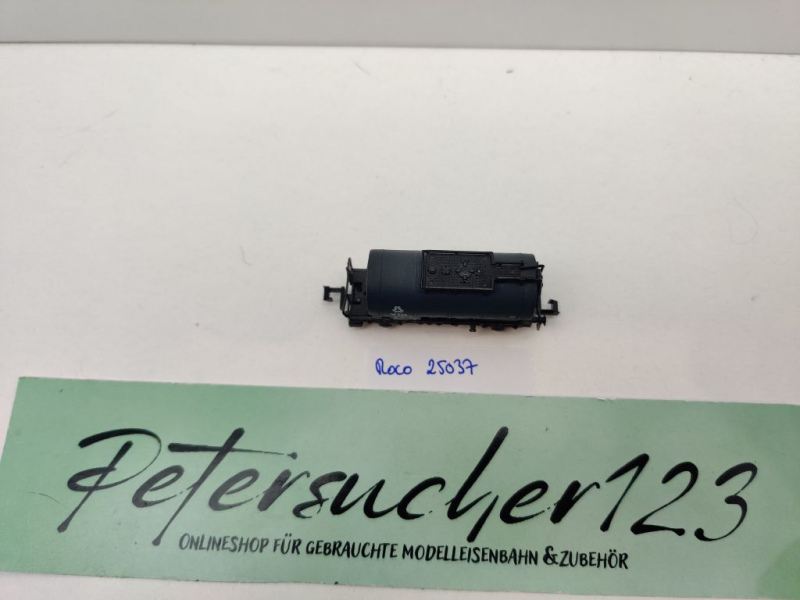 Roco 25037
Petersucher123
ONLINESHOP FÜR GEBRAUCHTE MODELLEISENBAHN & ZUBEHÖR